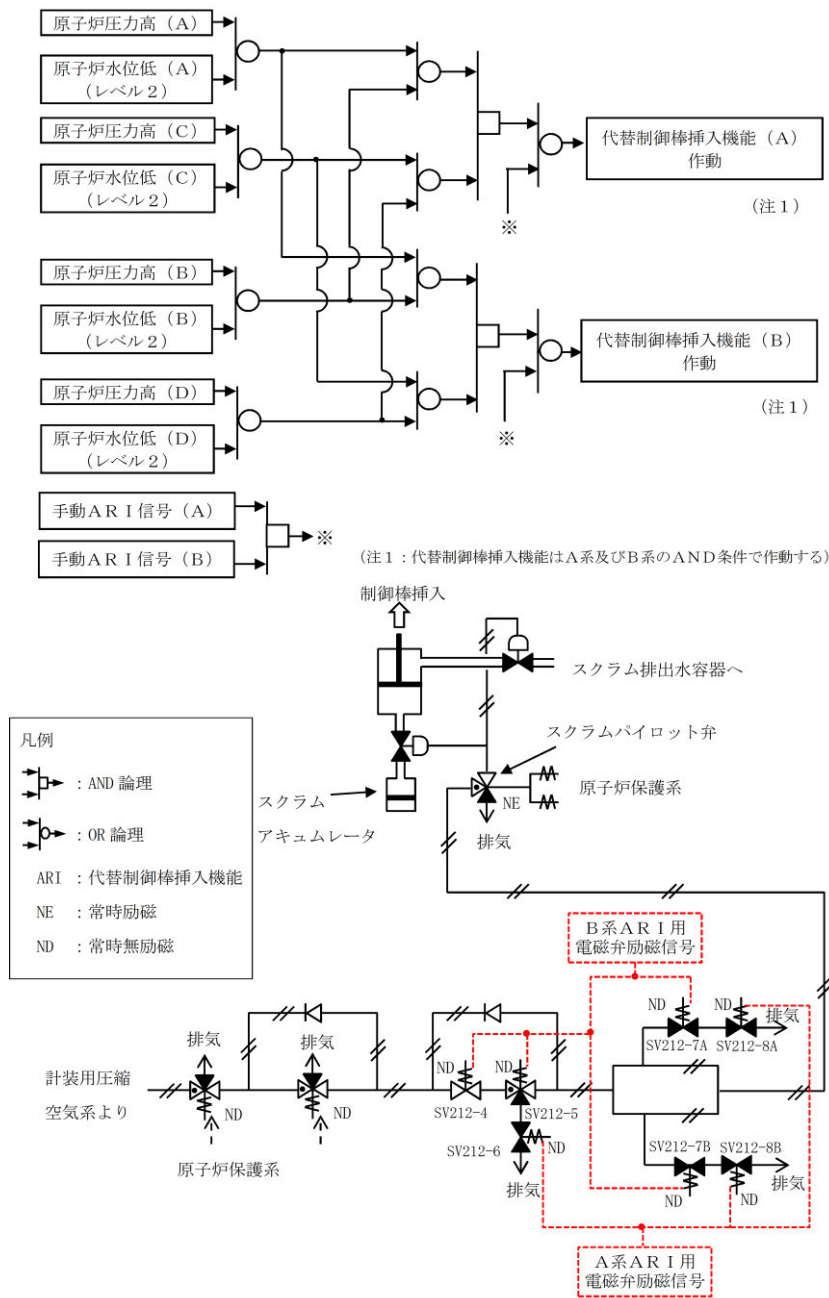 原子炉圧力高（A）
原子炉水位低（A）
（レベル２）
原子炉圧力高（C）
原子炉水位低（C）
（レベル２）
代替制御棒挿入機能（A）
作動
（注１）
※
原子炉圧力高（B）
原子炉水位低（B）
（レベル２）
代替制御棒挿入機能（B）
作動
（注１）
※
原子炉圧力高（D）
原子炉水位低（D）
（レベル２）
手動ＡＲＩ信号（A）
手動ＡＲＩ信号（B）
※
（注１：代替制御棒挿入機能はA系及びB系のAND条件で作動する）
制御棒挿入
スクラム排出水容器へ
スクラムパイロット弁
原子炉保護系
NE
排気
スクラム
アキュムレータ
凡例
：AND 論理
：OR 論理
ARI ：代替制御棒挿入機能
NE ：常時励磁
ND ：常時無励磁
B系ＡＲＩ用
電磁弁励磁信号
ND
ND
排気
SV212-7A
SV212-8A
排気
排気
計装用圧縮
空気系より
ND
ND
原子炉保護系
ND
ND
SV212-4
SV212-5
SV212-6
ND
排気
SV212-7B
SV212-8B
ND
ND
排気
A系ＡＲＩ用
電磁弁励磁信号